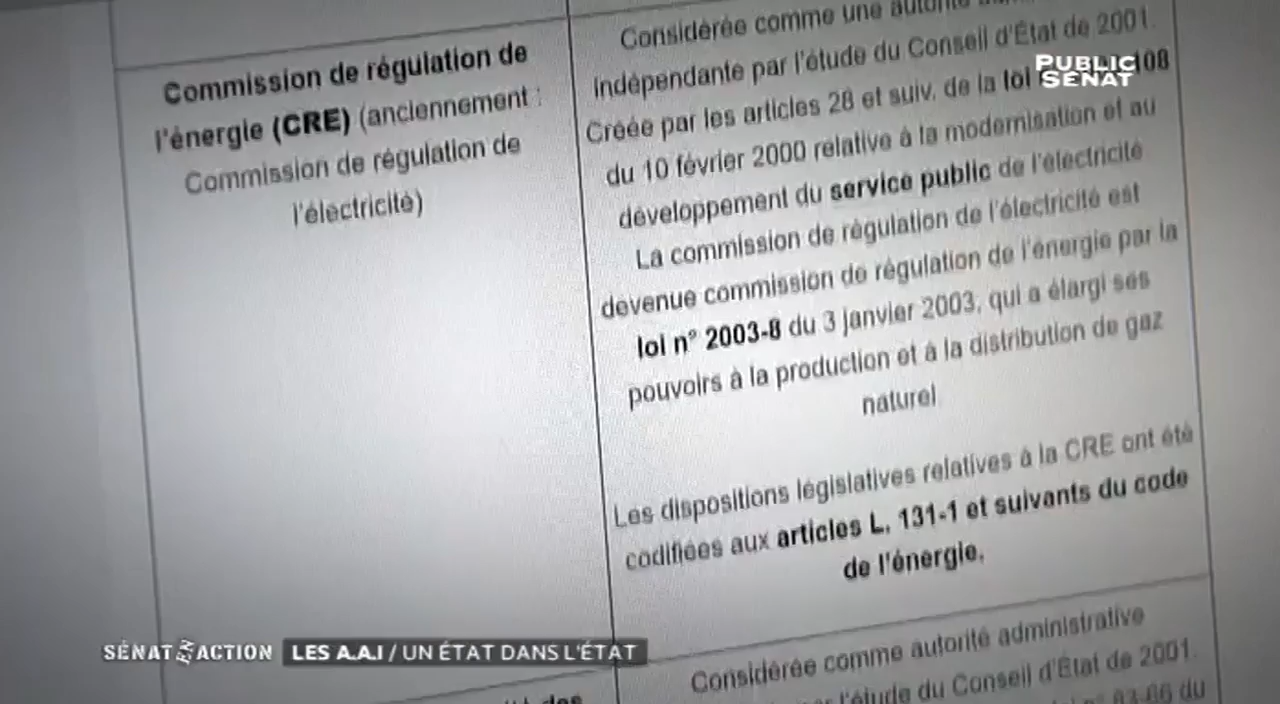 Commission de régulation de
l'énergie (CRE) (anciennement :
Commission de régulation de
l'électricité)
Considérée comme une autorité
indépendante par l'étude du Conseil d'État de 2001.
Créée par les articles 28 et suiv. de la loi 108
du 10 février 2000 relative à la modernisation et au
développement du service public de l'électricité
La commission de régulation de l'électricité est
devenue commission de régulation de l'énergie par la
loi n° 2003-8 du 3 janvier 2003, qui a élargi ses
pouvoirs à la production et à la distribution de gaz
naturel.
Les dispositions législatives relatives à la CRE ont été
codifiées aux articles L. 131-1 et suivants du code
de l'énergie.
Considérée comme autorité administrative
l'étude du Conseil d'État de 2001.
du
des
PUBLIC
SÉNAT
SÉNAT EN ACTION LES A.A.I / UN ÉTAT DANS L'ÉTAT